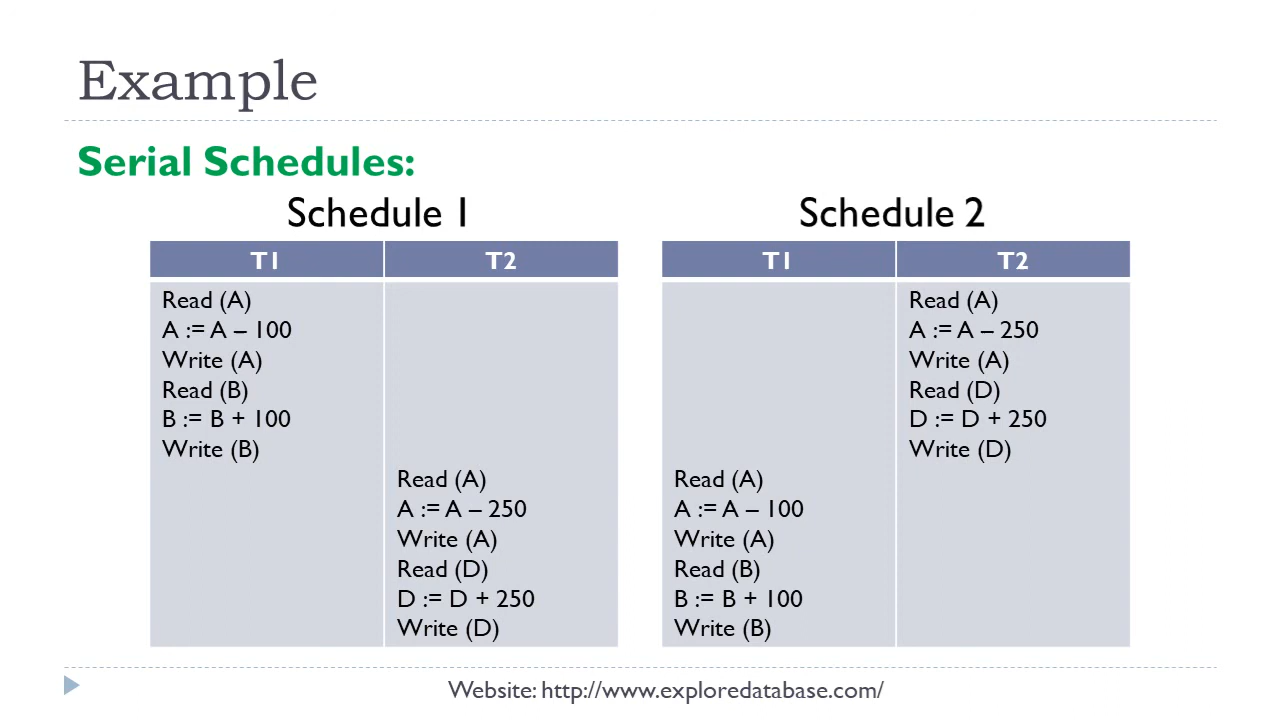 Example
Serial Schedules:
Schedule 1
T1 T2
Read (A)
A := A – 100
Write (A)
Read (B)
B := B + 100
Write (B)
Read (A)
A := A – 250
Write (A)
Read (D)
D := D + 250
Write (D)
Schedule 2
T1 T2
Read (A)
A := A – 250
Write (A)
Read (D)
D := D + 250
Write (D)
Read (A)
A := A – 100
Write (A)
Read (B)
B := B + 100
Write (B)
Website: http://www.exploredatabase.com/